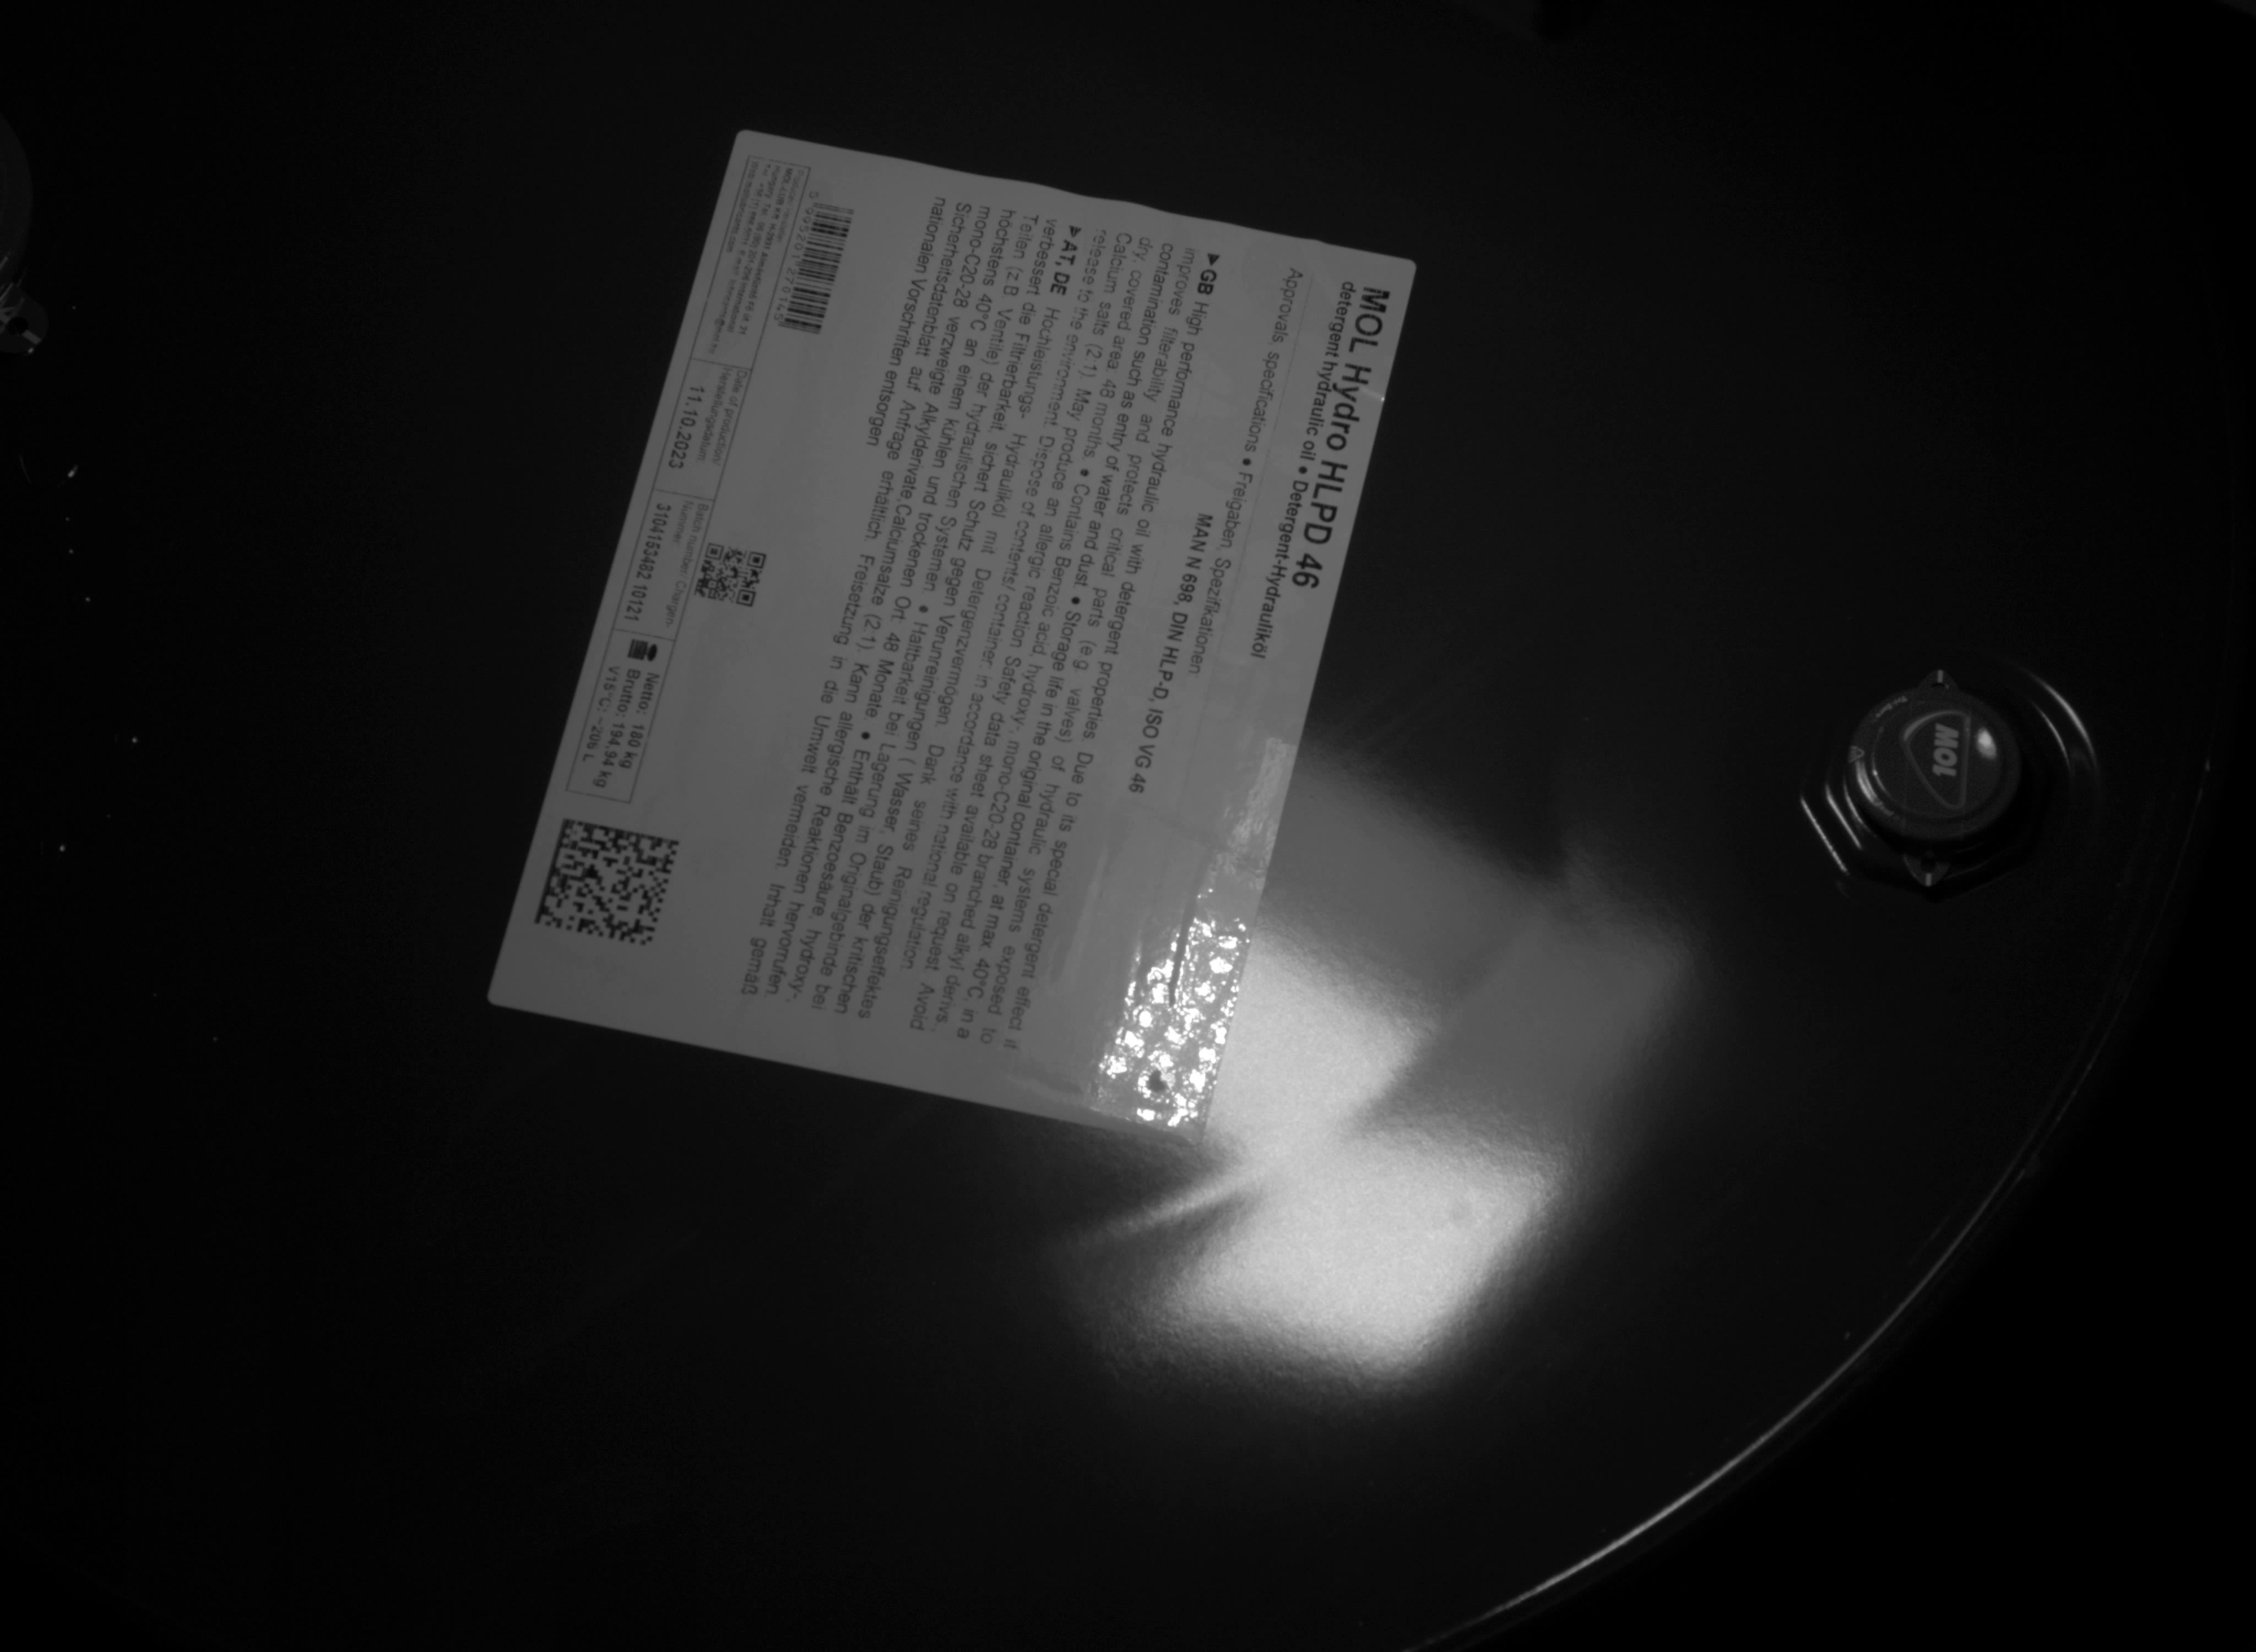 MOL Hydro HLPD 46
detergent hydraulic oil • Detergent-Hydrauliköl
Approvals, specifications • Freigaben, Spezifikationen:
MAN N 698, DIN HLP-D, ISO VG 46
▶ GB High performance hydraulic oil with detergent properties. Due to its special detergent effect it
improves filterability and protects critical parts (e.g. valves) of hydraulic systems exposed to
contamination such as entry of water and dust. • Storage life in the original container, at max. 40°C, in a
dry, covered area: 48 months. • Contains Benzoic acid, hydroxy-, mono-C20-28 branched alkyl derivs.,
Calcium salts (2:1). May produce an allergic reaction. Safety data sheet available on request. Avoid
release to the environment. Dispose of contents/ container: in accordance with national regulation.
▶ AT, DE Hochleistungs- Hydrauliköl mit Detergenzvermögen. Dank seines Reinigungseffektes
verbessert die Filtrierbarkeit, sichert Schutz gegen Verunreinigungen ( Wasser, Staub) der kritischen
Teilen (z.B. Ventile) der hydraulischen Systemen. • Haltbarkeit bei Lagerung im Originalgebinde bei
höchstens 40°C an einem kühlen und trockenen Ort: 48 Monate. • Enthält Benzoesäure, hydroxy-,
mono-C20-28 verzweigte Alkylderivate,Calciumsalze (2:1). Kann allergische Reaktionen hervorrufen.
Sicherheitsdatenblatt auf Anfrage erhältlich. Freisetzung in die Umwelt vermeiden. Inhalt gemäß
nationalen Vorschriften entsorgen.
5 995201 270145
Date of production/
Herstellungsdatum:
11.10.2023
Batch number/ Chargen-
Nummer:
3104153482 10121
Netto: 180 kg
Brutto: 194,94 kg
V15°C: ~206 L
MOL